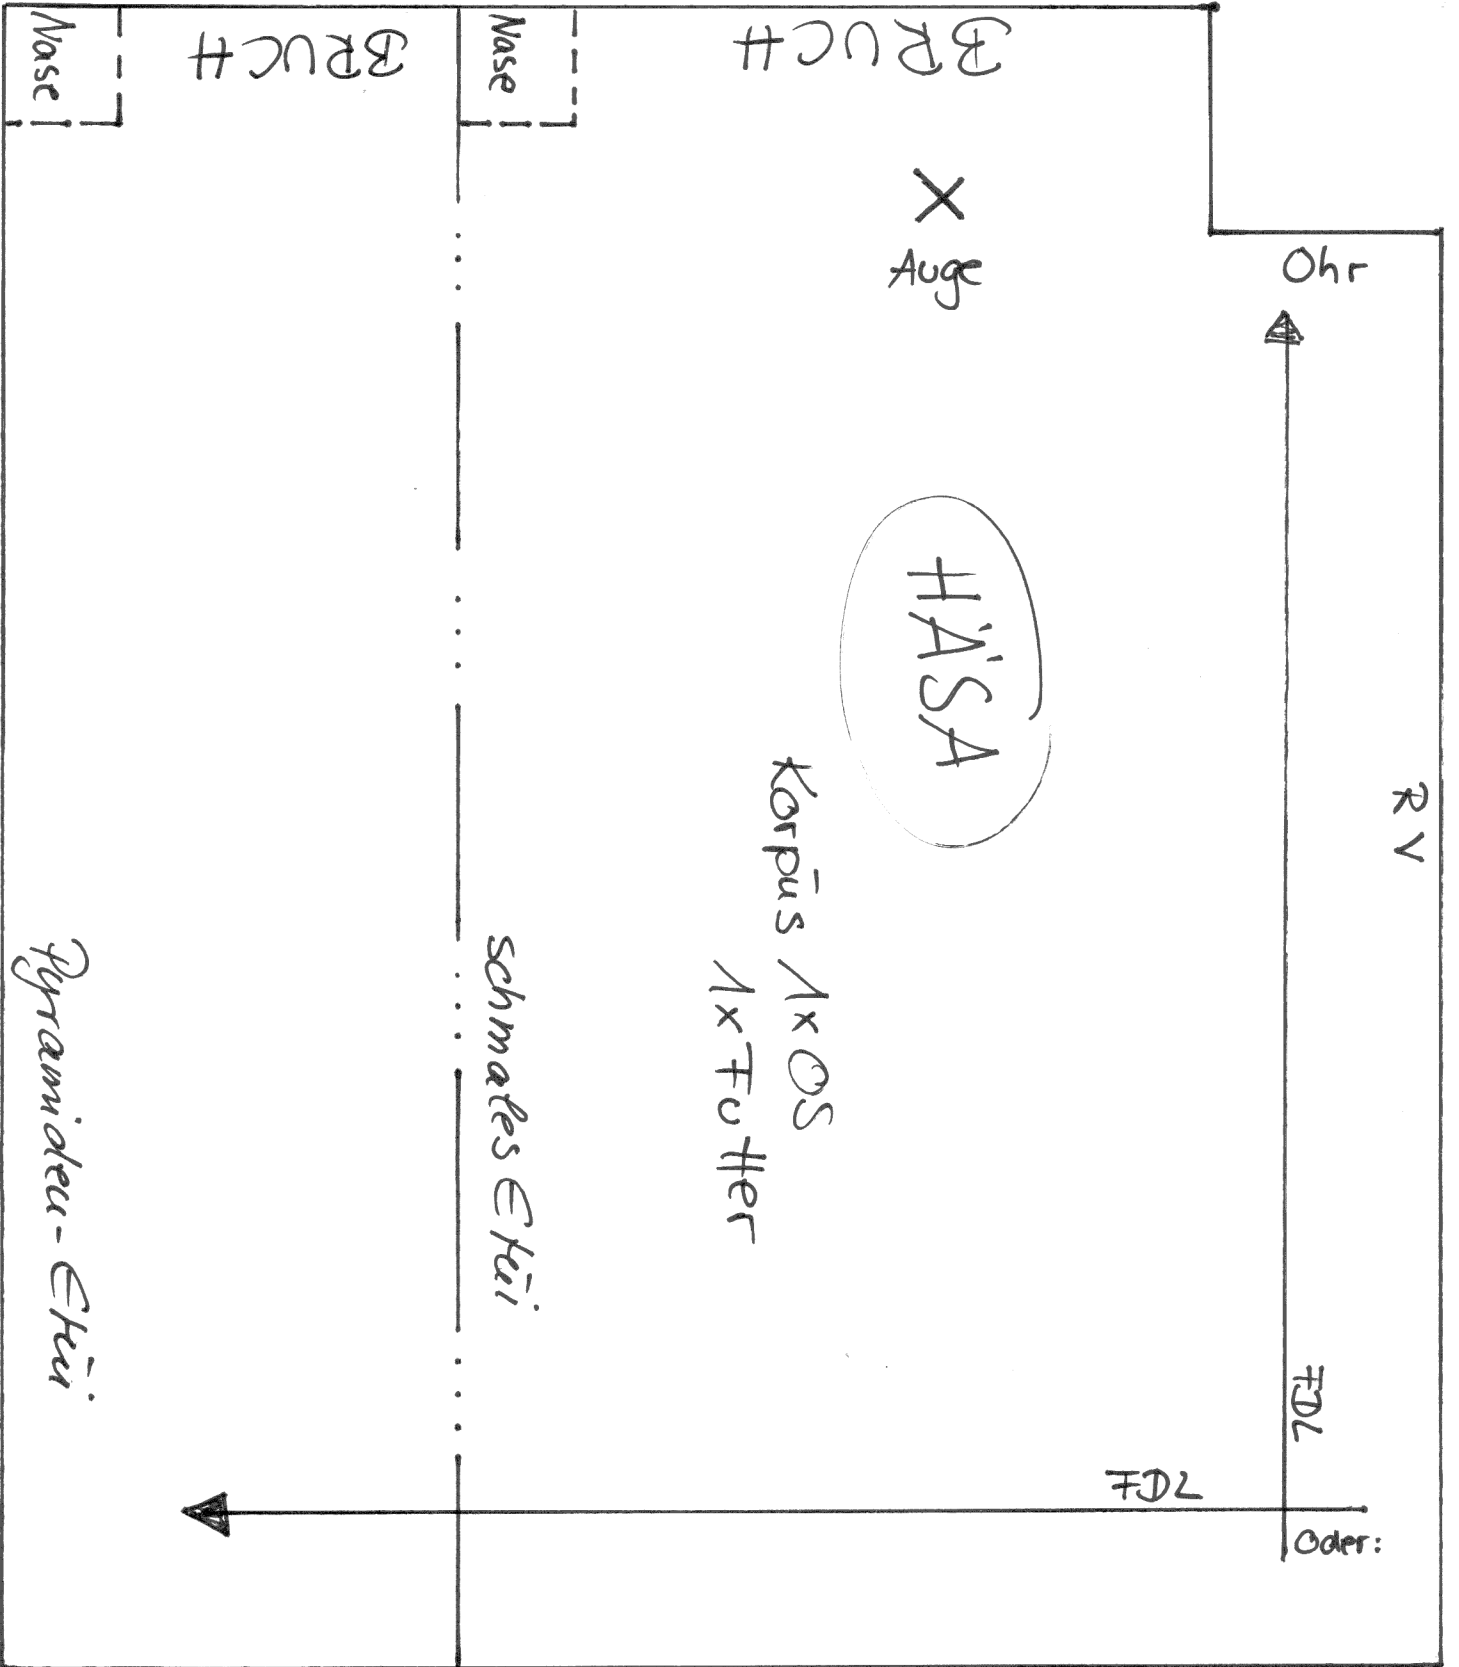 Nase
BRUCH
Nase
BRUCH
Auge
Ohr
HÄSA
Korpus 1x OS
1x Futter
RV
schmales Etui
Pyramiden-Etui
FDL
FDL
Oder: